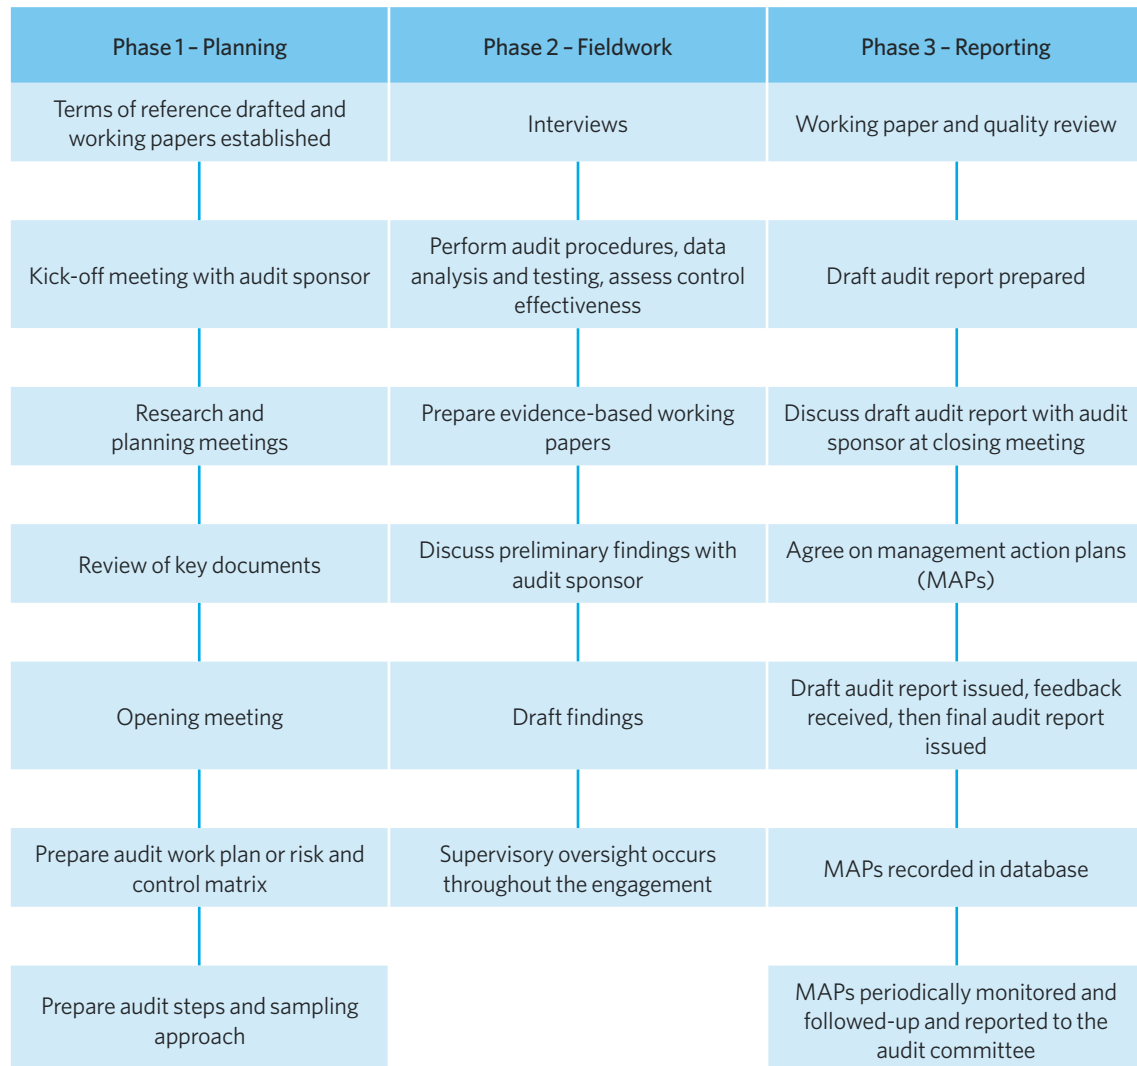 Phase 1 – Planning
Phase 2 – Fieldwork
Phase 3 – Reporting
Terms of reference drafted and
working papers established
Interviews
Working paper and quality review
Kick-off meeting with audit sponsor
Perform audit procedures, data
analysis and testing, assess control
effectiveness
Draft audit report prepared
Research and
planning meetings
Prepare evidence-based working
papers
Discuss draft audit report with audit
sponsor at closing meeting
Review of key documents
Discuss preliminary findings with
audit sponsor
Agree on management action plans
(MAPs)
Opening meeting
Draft findings
Draft audit report issued, feedback
received, then final audit report
issued
Prepare audit work plan or risk and
control matrix
Supervisory oversight occurs
throughout the engagement
MAPs recorded in database
Prepare audit steps and sampling
approach
MAPs periodically monitored and
followed-up and reported to the
audit committee